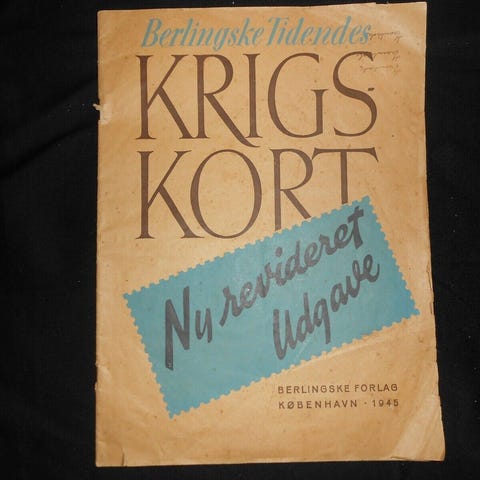 Berlingske Tidendes
KRIGS-
KORT
Ny revideret
Udgave
BERLINGSKE FORLAG
KØBENHAVN · 1945